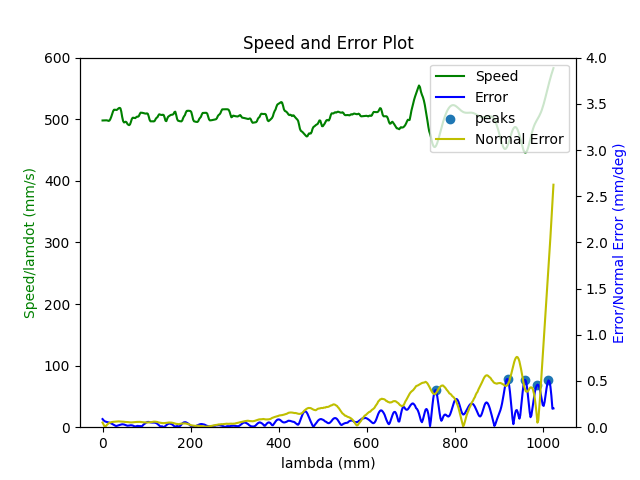 Speed and Error Plot
Speed/lamdot (mm/s)
600
500
400
300
200
100
0
Speed
Error
peaks
Normal Error
4.0
3.5
3.0
2.5
2.0
1.5
1.0
0.5
0.0
Error/Normal Error (mm/deg)
0 200 400 600 800 1000
lambda (mm)